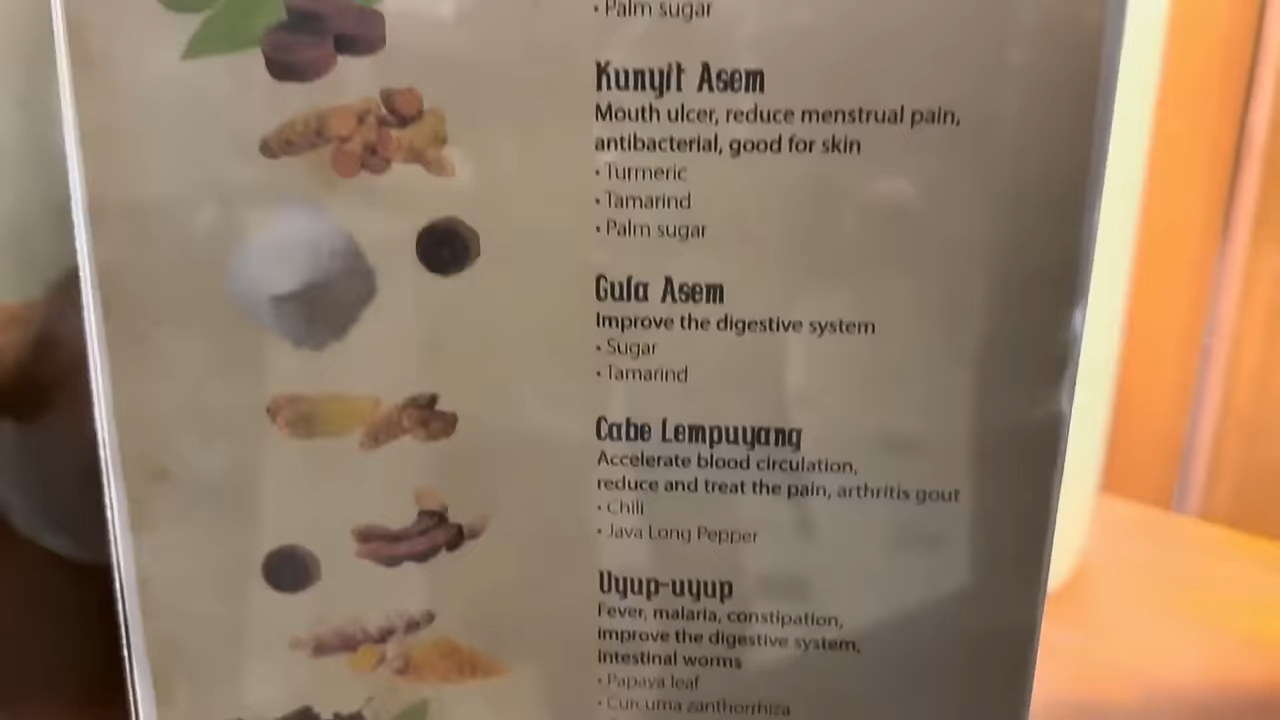 • Palm sugar
Kunyit Asem
Mouth ulcer, reduce menstrual pain,
antibacterial, good for skin
• Turmeric
• Tamarind
• Palm sugar
Gula Asem
Improve the digestive system
• Sugar
• Tamarind
Cabe Lempuyang
Accelerate blood circulation,
reduce and treat the pain, arthritis gout
• Chili
• Java Long Pepper
Uyup-uyup
Fever, malaria, constipation,
improve the digestive system,
intestinal worms
• Papaya leaf
• Curcuma zanthorrhiza